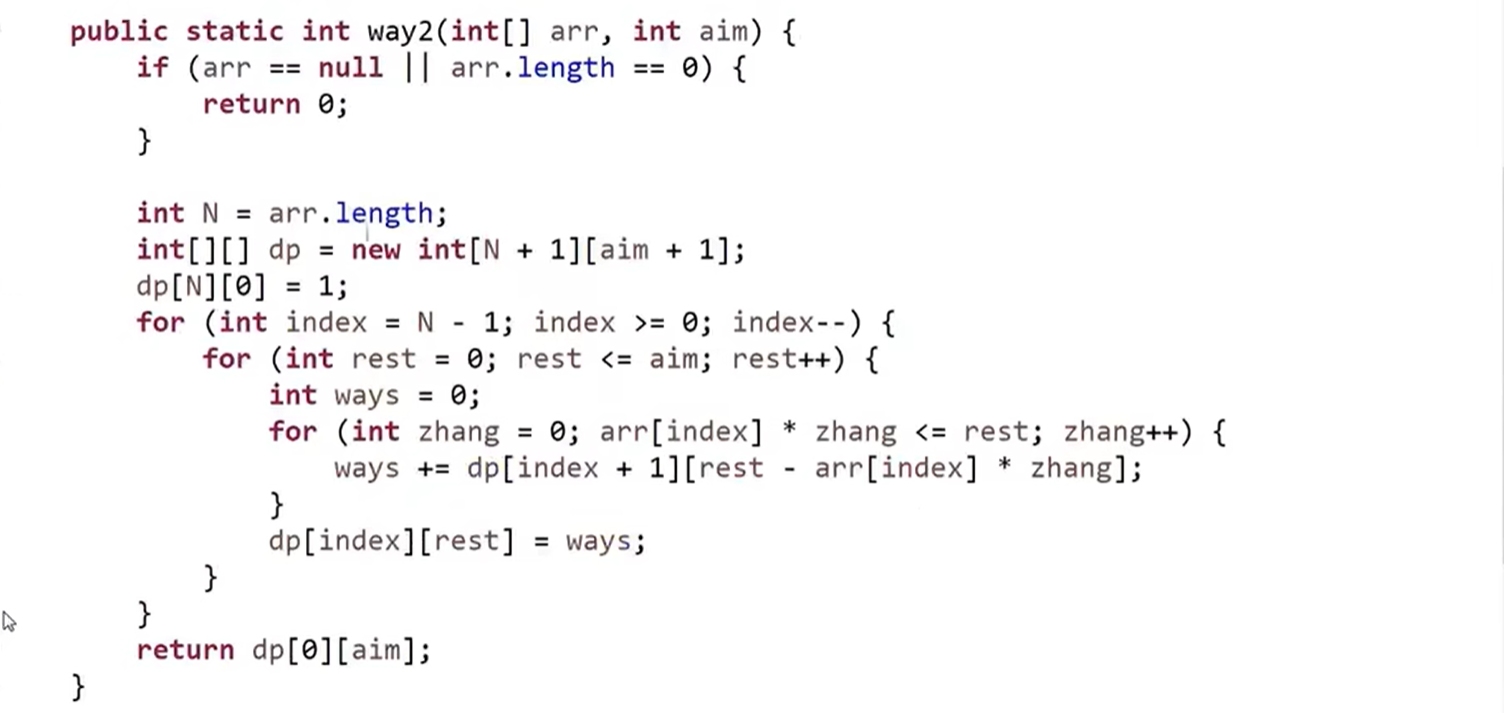 public static int way2(int[] arr, int aim) {
if (arr == null || arr.length == 0) {
return 0;
}
int N = arr.length;
int[][] dp = new int[N + 1][aim + 1];
dp[N][0] = 1;
for (int index = N - 1; index >= 0; index--) {
for (int rest = 0; rest <= aim; rest++) {
int ways = 0;
for (int zhang = 0; arr[index] * zhang <= rest; zhang++) {
ways += dp[index + 1][rest - arr[index] * zhang];
}
dp[index][rest] = ways;
}
}
return dp[0][aim];
}